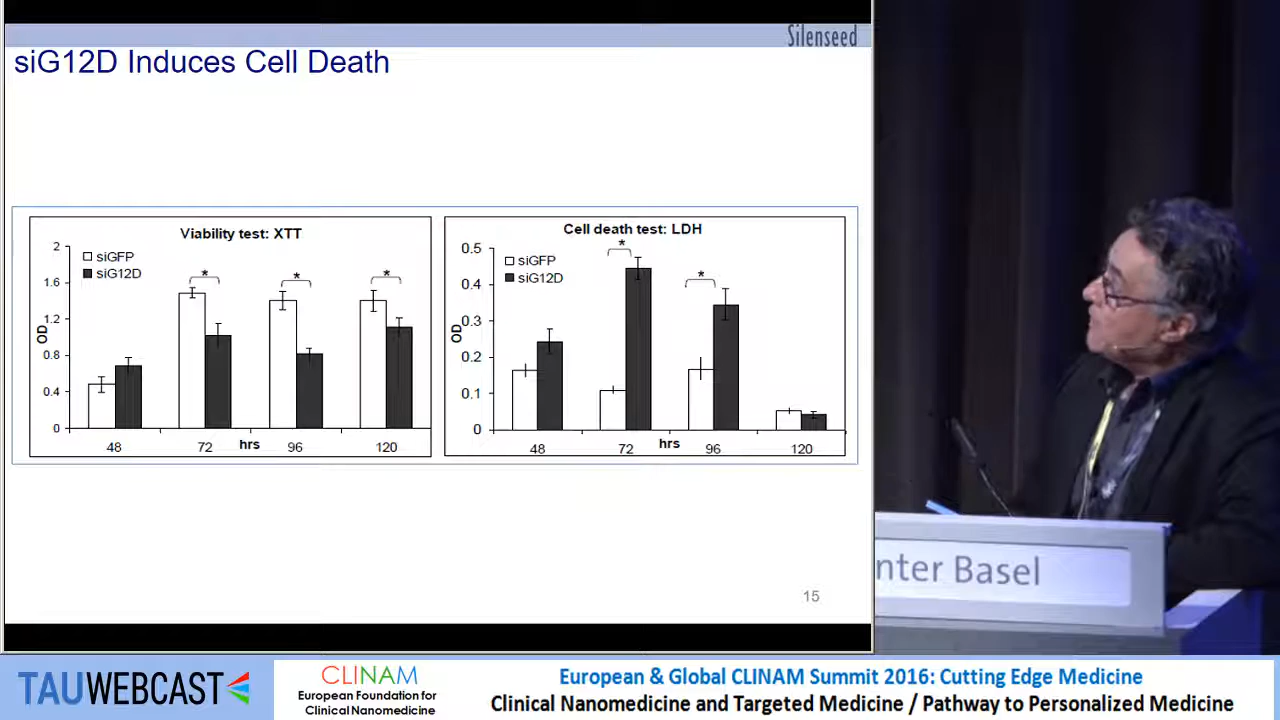 Silenseed
siG12D Induces Cell Death
Viability test: XTT
2
1.6
1.2
0.8
0.4
0
OD
siGFP
siG12D
*
*
*
48
72
hrs
96
120
Cell death test: LDH
0.5
0.4
0.3
0.2
0.1
0
OD
siGFP
siG12D
*
*
48
72
hrs
96
120
15
nter Basel
TAUWEBCAST
CLINAM
European Foundation for
Clinical Nanomedicine
European & Global CLINAM Summit 2016: Cutting Edge Medicine
Clinical Nanomedicine and Targeted Medicine / Pathway to Personalized Medicine